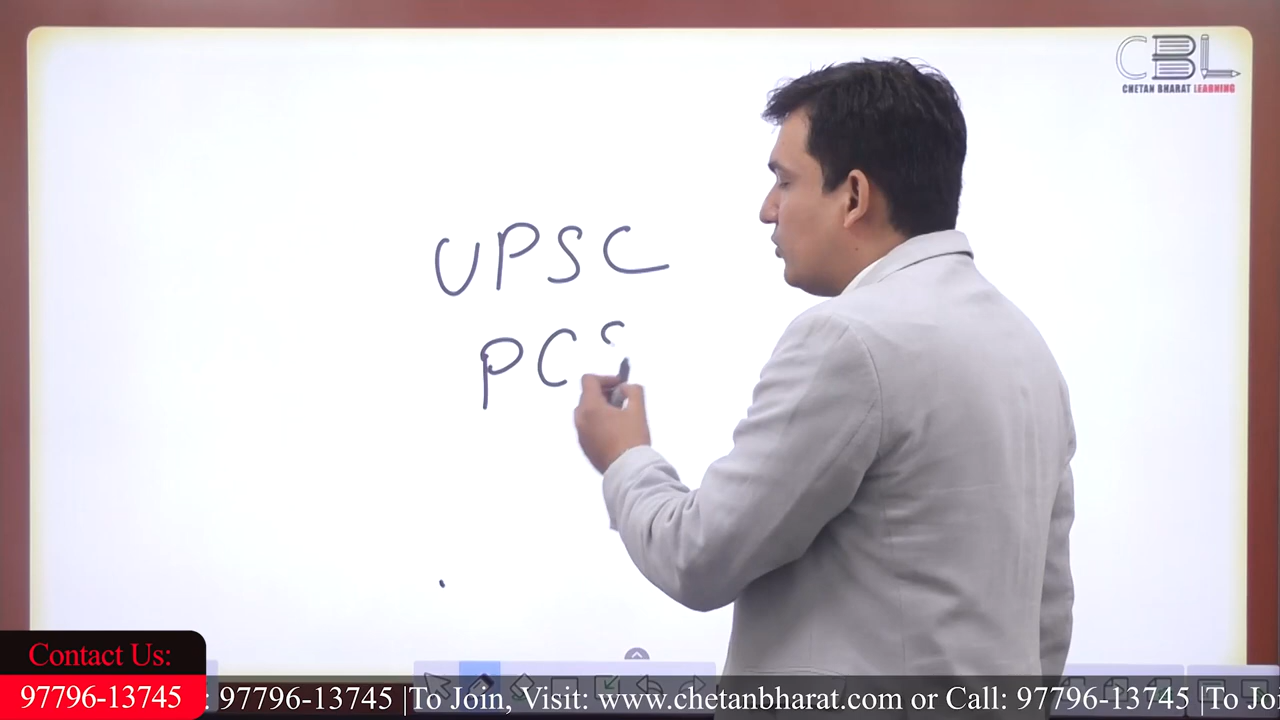 CBL
CHETAN BHARAT LEARNING
UPSC
PC
Contact Us:
97796-13745
: 97796-13745 |To Join, Visit: www.chetanbharat.com or Call: 97796-13745 |To Joi